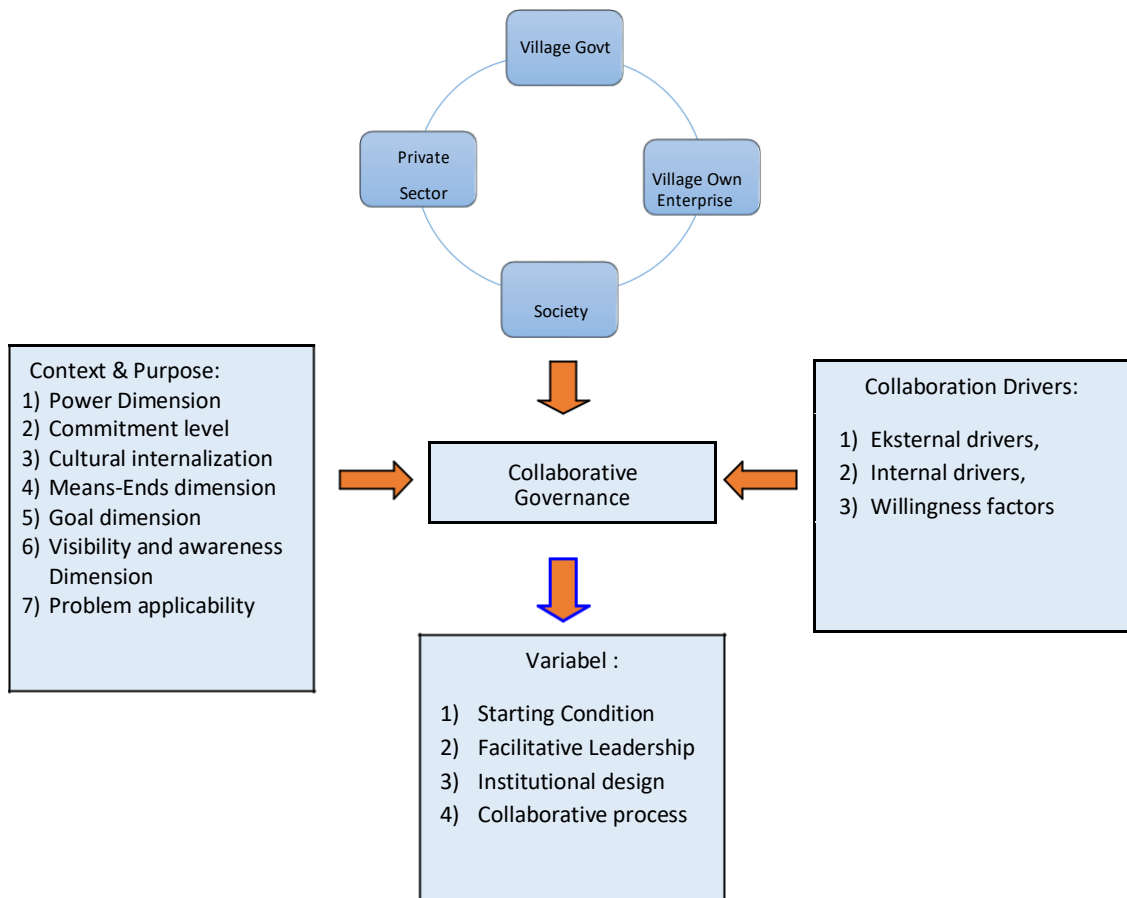 Village Govt
Private
Sector
Village Own
Enterprise
Society
Context & Purpose:
1) Power Dimension
2) Commitment level
3) Cultural internalization
4) Means-Ends dimension
5) Goal dimension
6) Visibility and awareness
Dimension
7) Problem applicability
Collaborative
Governance
Collaboration Drivers:
1) Eksternal drivers,
2) Internal drivers,
3) Willingness factors
Variabel :
1) Starting Condition
2) Facilitative Leadership
3) Institutional design
4) Collaborative process